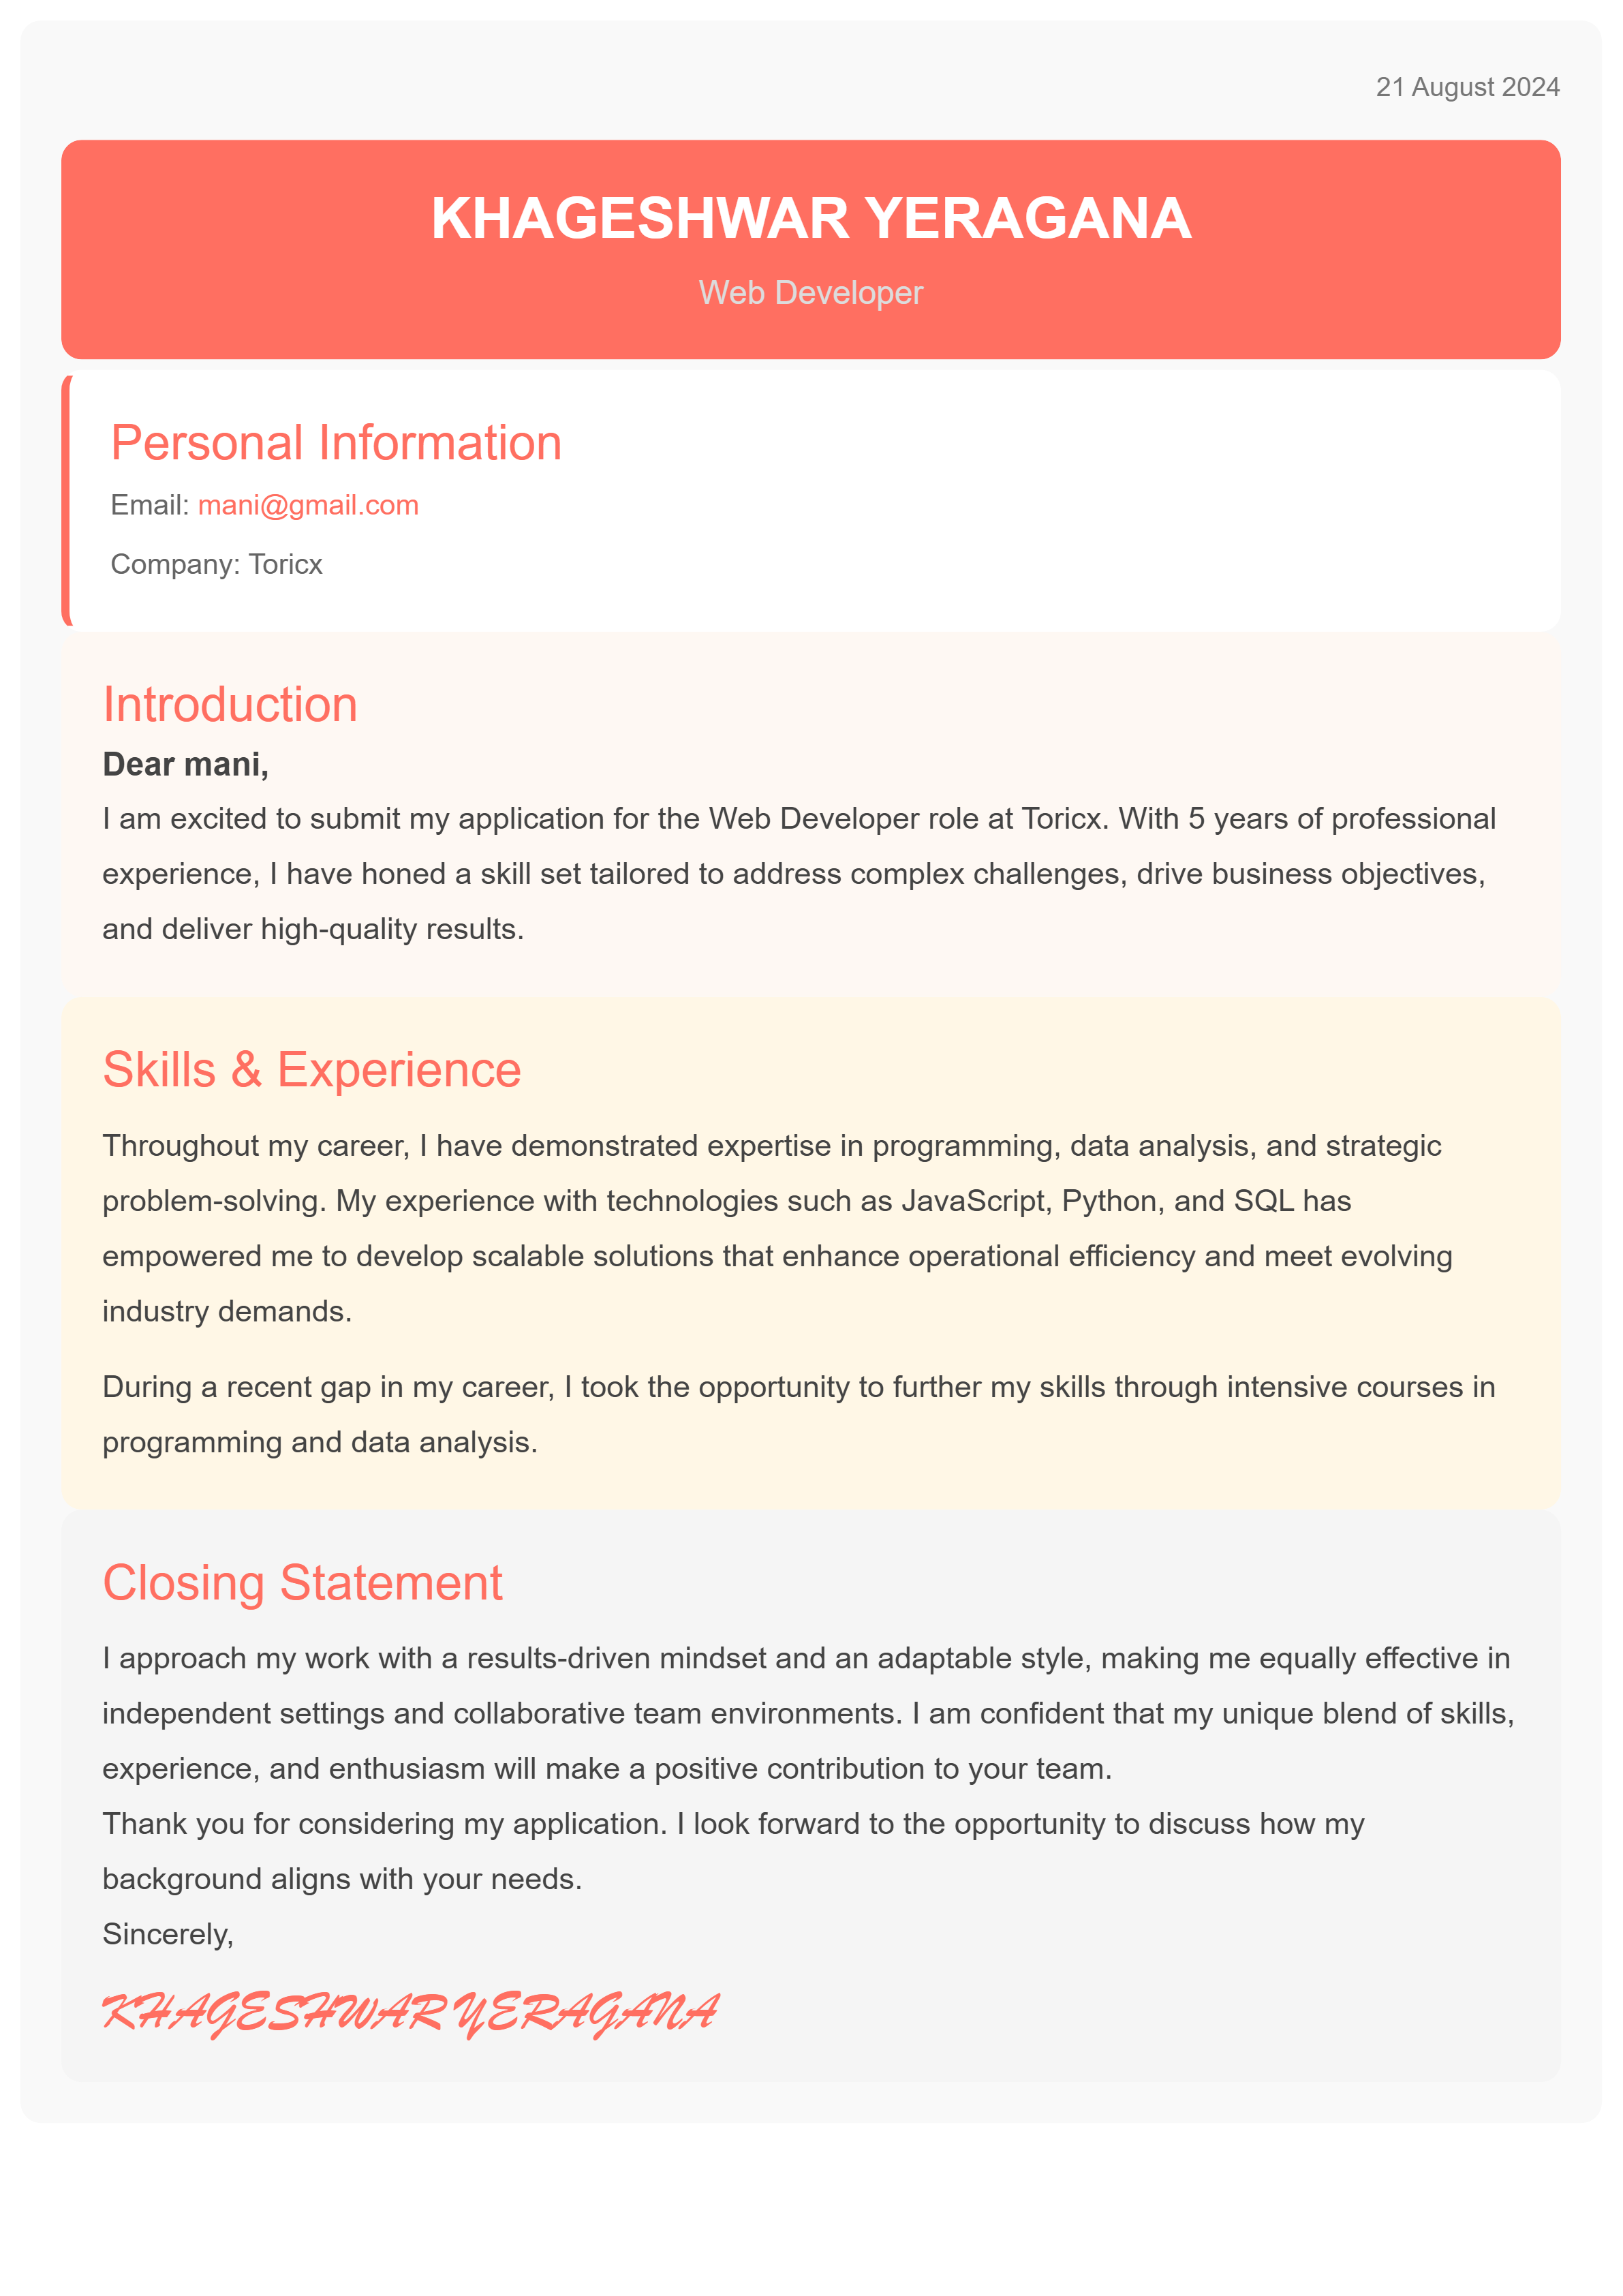 21 August 2024
KHAGESHWAR YERAGANA
Web Developer
Personal Information
Email: mani@gmail.com
Company: Toricx
Introduction
Dear mani,
I am excited to submit my application for the Web Developer role at Toricx. With 5 years of professional
experience, I have honed a skill set tailored to address complex challenges, drive business objectives,
and deliver high-quality results.
Skills & Experience
Throughout my career, I have demonstrated expertise in programming, data analysis, and strategic
problem-solving. My experience with technologies such as JavaScript, Python, and SQL has
empowered me to develop scalable solutions that enhance operational efficiency and meet evolving
industry demands.
During a recent gap in my career, I took the opportunity to further my skills through intensive courses in
programming and data analysis.
Closing Statement
I approach my work with a results-driven mindset and an adaptable style, making me equally effective in
independent settings and collaborative team environments. I am confident that my unique blend of skills,
experience, and enthusiasm will make a positive contribution to your team.
Thank you for considering my application. I look forward to the opportunity to discuss how my
background aligns with your needs.
Sincerely,
KHAGESHWAR YERAGANA